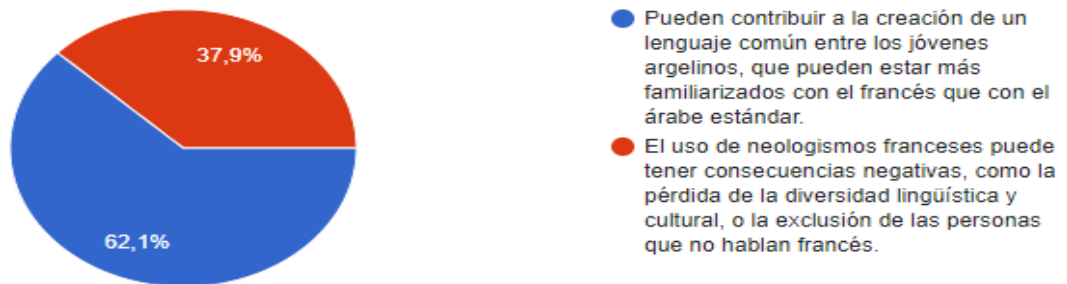 37,9%
62,1%
Pueden contribuir a la creación de un
lenguaje común entre los jóvenes
argelinos, que pueden estar más
familiarizados con el francés que con el
árabe estándar.
El uso de neologismos franceses puede
tener consecuencias negativas, como la
pérdida de la diversidad lingüística y
cultural, o la exclusión de las personas
que no hablan francés.